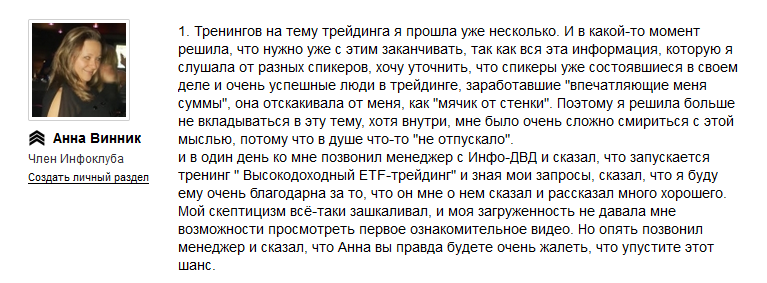 1. Тренингов на тему трейдинга я прошла уже несколько. И в какой-то момент
решила, что нужно уже с этим заканчивать, так как вся эта информация, которую я
слушала от разных спикеров, хочу уточнить, что спикеры уже состоявшиеся в своем
деле и очень успешные люди в трейдинге, заработавшие "впечатляющие меня
суммы", она отскакивала от меня, как "мячик от стенки". Поэтому я решила больше
не вкладываться в эту тему, хотя внутри, мне было очень сложно смириться с этой
мыслью, потому что в душе что-то "не отпускало".
и в один день ко мне позвонил менеджер с Инфо-ДВД и сказал, что запускается
тренинг " Высокодоходный ETF-трейдинг" и зная мои запросы, сказал, что я буду
ему очень благодарна за то, что он мне о нем сказал и рассказал много хорошего.
Мой скептицизм всё-таки зашкаливал, и моя загруженность не давала мне
возможности просмотреть первое ознакомительное видео. Но опять позвонил
менеджер и сказал, что Анна вы правда будете очень жалеть, что упустите этот
шанс.
Анна Винник
Член Инфоклуба
Создать личный раздел